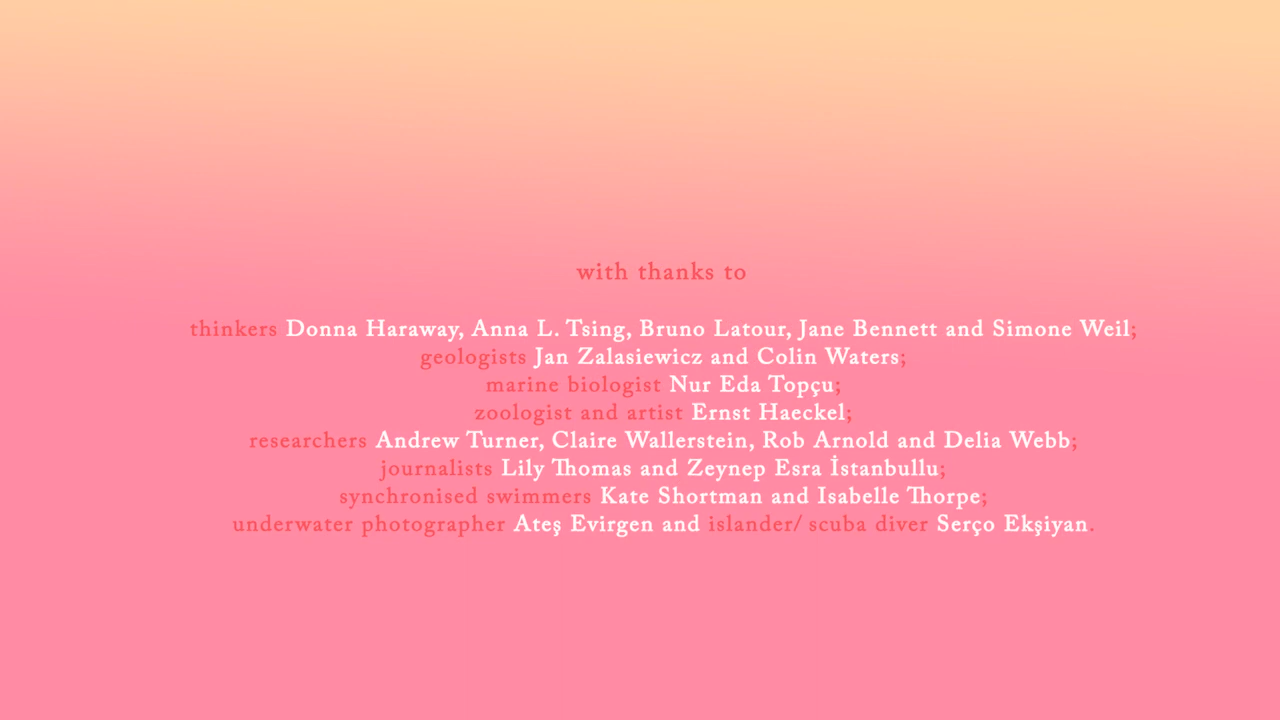 with thanks to
thinkers Donna Haraway, Anna L. Tsing, Bruno Latour, Jane Bennett and Simone Weil;
geologists Jan Zalasiewicz and Colin Waters;
marine biologist Nur Eda Topçu;
zoologist and artist Ernst Haeckel;
researchers Andrew Turner, Claire Wallerstein, Rob Arnold and Delia Webb;
journalists Lily Thomas and Zeynep Esra İstanbullu;
synchronised swimmers Kate Shortman and Isabelle Thorpe;
underwater photographer Ateş Evirgen and islander/ scuba diver Serço Ekşiyan.